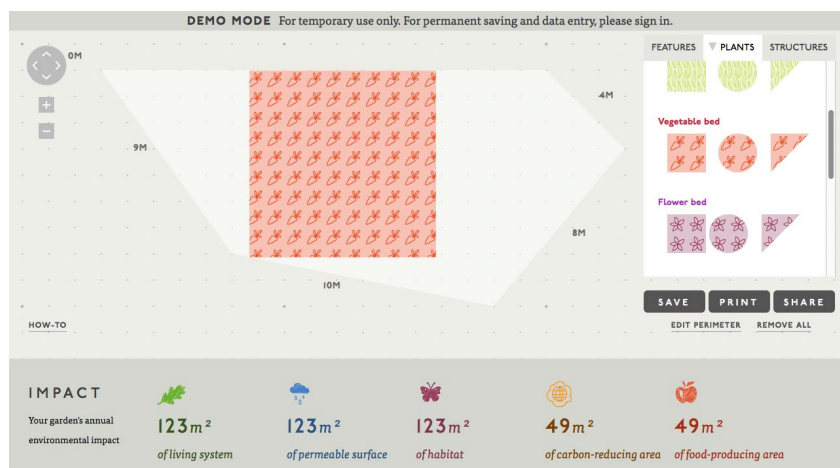 DEMO MODE For temporary use only. For permanent saving and data entry, please sign in.
0M
4M
9M
8M
10M
HOW-TO
FEATURES PLANTS STRUCTURES
Vegetable bed
Flower bed
SAVE PRINT SHARE
EDIT PERIMETER REMOVE ALL
IMPACT
Your garden's annual
environmental impact
123m² 123m² 123m² 49m² 49m²
of living system of permeable surface of habitat of carbon-reducing area of food-producing area